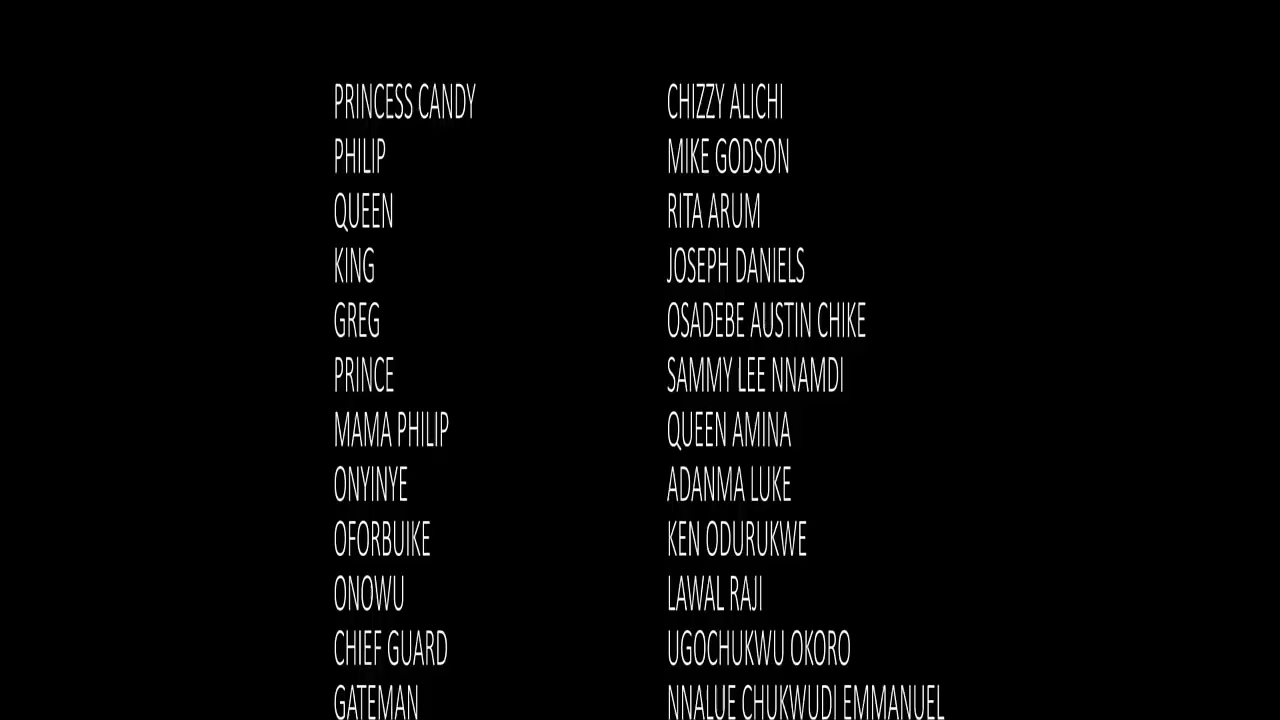 PRINCESS CANDY CHIZZY ALICHI
PHILIP MIKE GODSON
QUEEN RITA ARUM
KING JOSEPH DANIELS
GREG OSADEBE AUSTIN CHIKE
PRINCE SAMMY LEE NNAMDI
MAMA PHILIP QUEEN AMINA
ONYINYE ADANMA LUKE
OFORBUIKE KEN ODURUKWE
ONOWU LAWAL RAJI
CHIEF GUARD UGOCHUKWU OKORO
GATEMAN NNALUE CHUKWUDI EMMANUEL